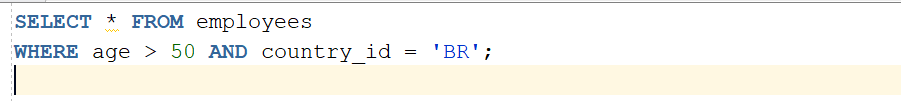 SELECT * FROM employees
WHERE age > 50 AND country_id = 'BR';